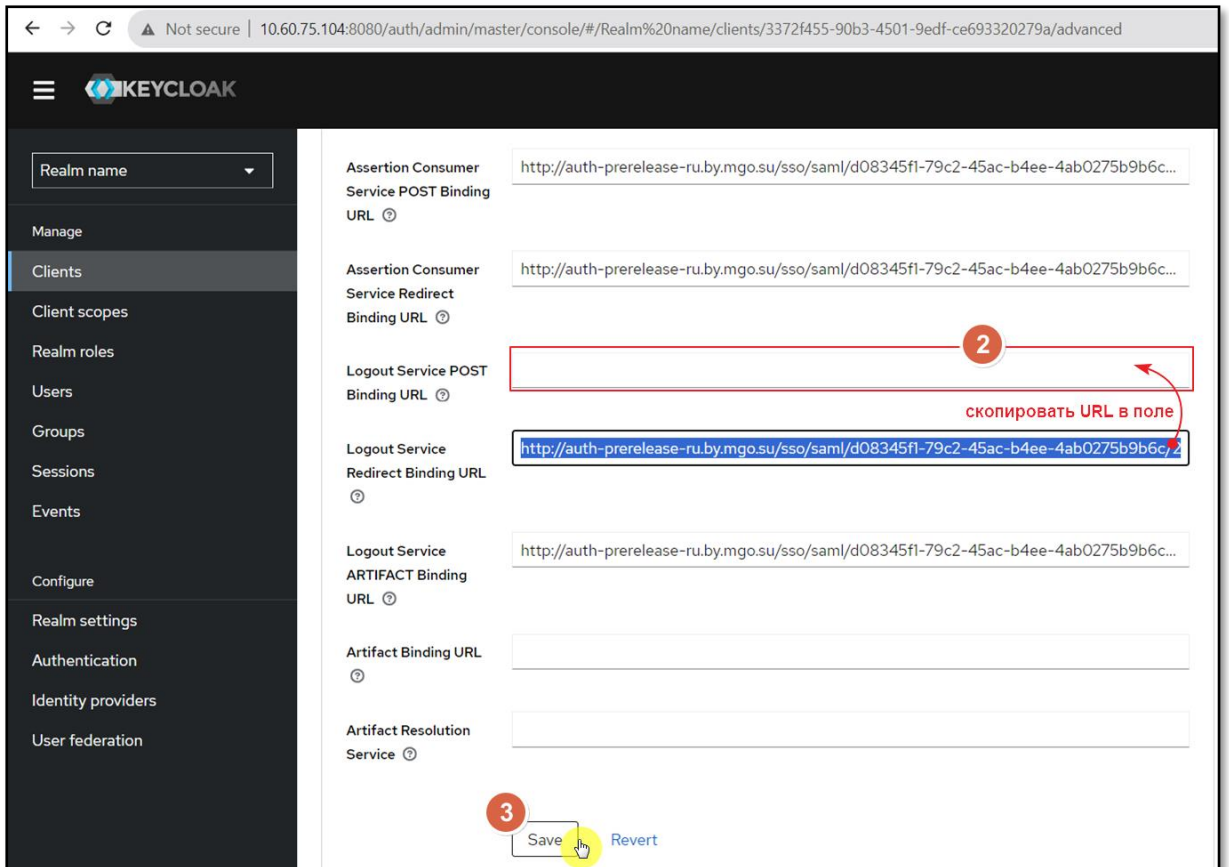 Not secure | 10.60.75.104:8080/auth/admin/master/console/#/Realm%20name/clients/3372f455-90b3-4501-9edf-ce693320279a/advanced
KEYCLOAK
Realm name
Manage
Clients
Client scopes
Realm roles
Users
Groups
Sessions
Events
Configure
Realm settings
Authentication
Identity providers
User federation
Assertion Consumer
Service POST Binding
URL
http://auth-prerelease-ru.by.mgo.su/sso/saml/d08345f1-79c2-45ac-b4ee-4ab0275b9b6c...
Assertion Consumer
Service Redirect
Binding URL
http://auth-prerelease-ru.by.mgo.su/sso/saml/d08345f1-79c2-45ac-b4ee-4ab0275b9b6c...
2
Logout Service POST
Binding URL
скопировать URL в поле
Logout Service
Redirect Binding URL
http://auth-prerelease-ru.by.mgo.su/sso/saml/d08345f1-79c2-45ac-b4ee-4ab0275b9b6c/2
Logout Service
ARTIFACT Binding
URL
http://auth-prerelease-ru.by.mgo.su/sso/saml/d08345f1-79c2-45ac-b4ee-4ab0275b9b6c...
Artifact Binding URL
Artifact Resolution
Service
3
Save
Revert